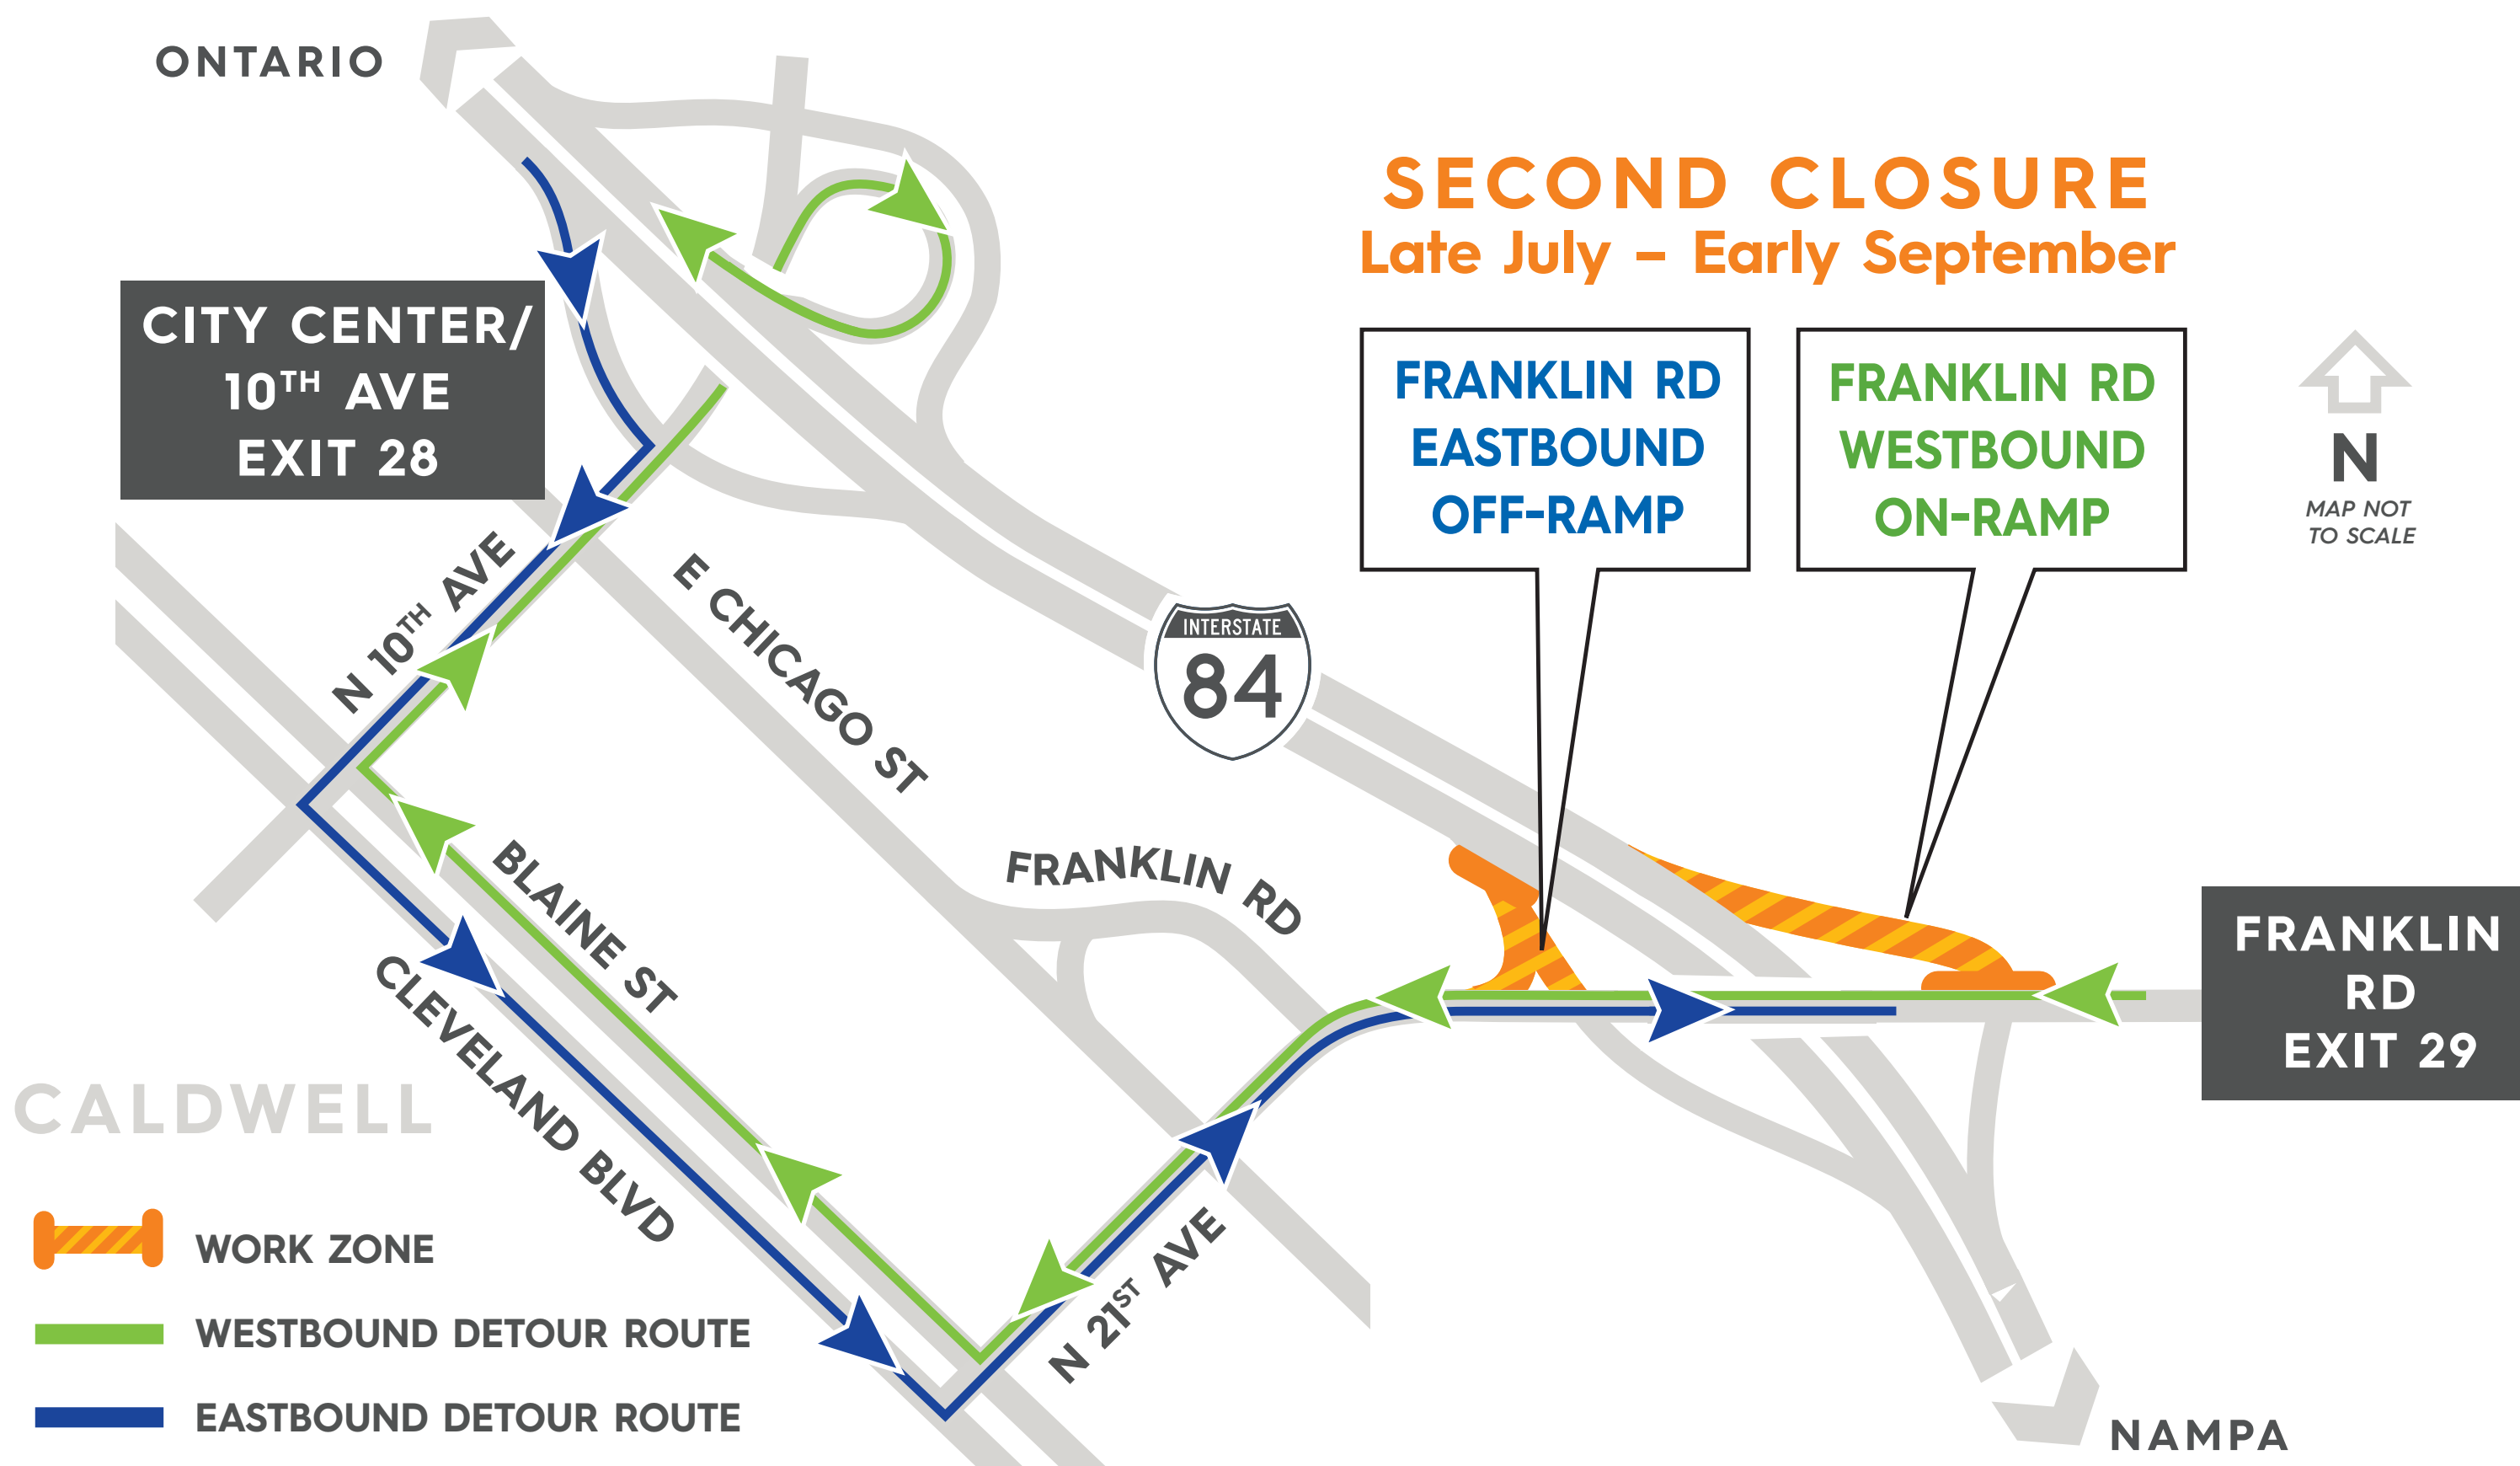 ONTARIO
SECOND CLOSURE
Late July – Early September
CITY CENTER/
10TH AVE
EXIT 28
FRANKLIN RD
EASTBOUND
OFF-RAMP
FRANKLIN RD
WESTBOUND
ON-RAMP
N
MAP NOT
TO SCALE
N 10TH AVE
E CHICAGO ST
INTERSTATE
84
BLAINE ST
FRANKLIN RD
FRANKLIN
RD
EXIT 29
CLEVELAND BLVD
CALDWELL
N 21ST AVE
WORK ZONE
WESTBOUND DETOUR ROUTE
EASTBOUND DETOUR ROUTE
NAMPA